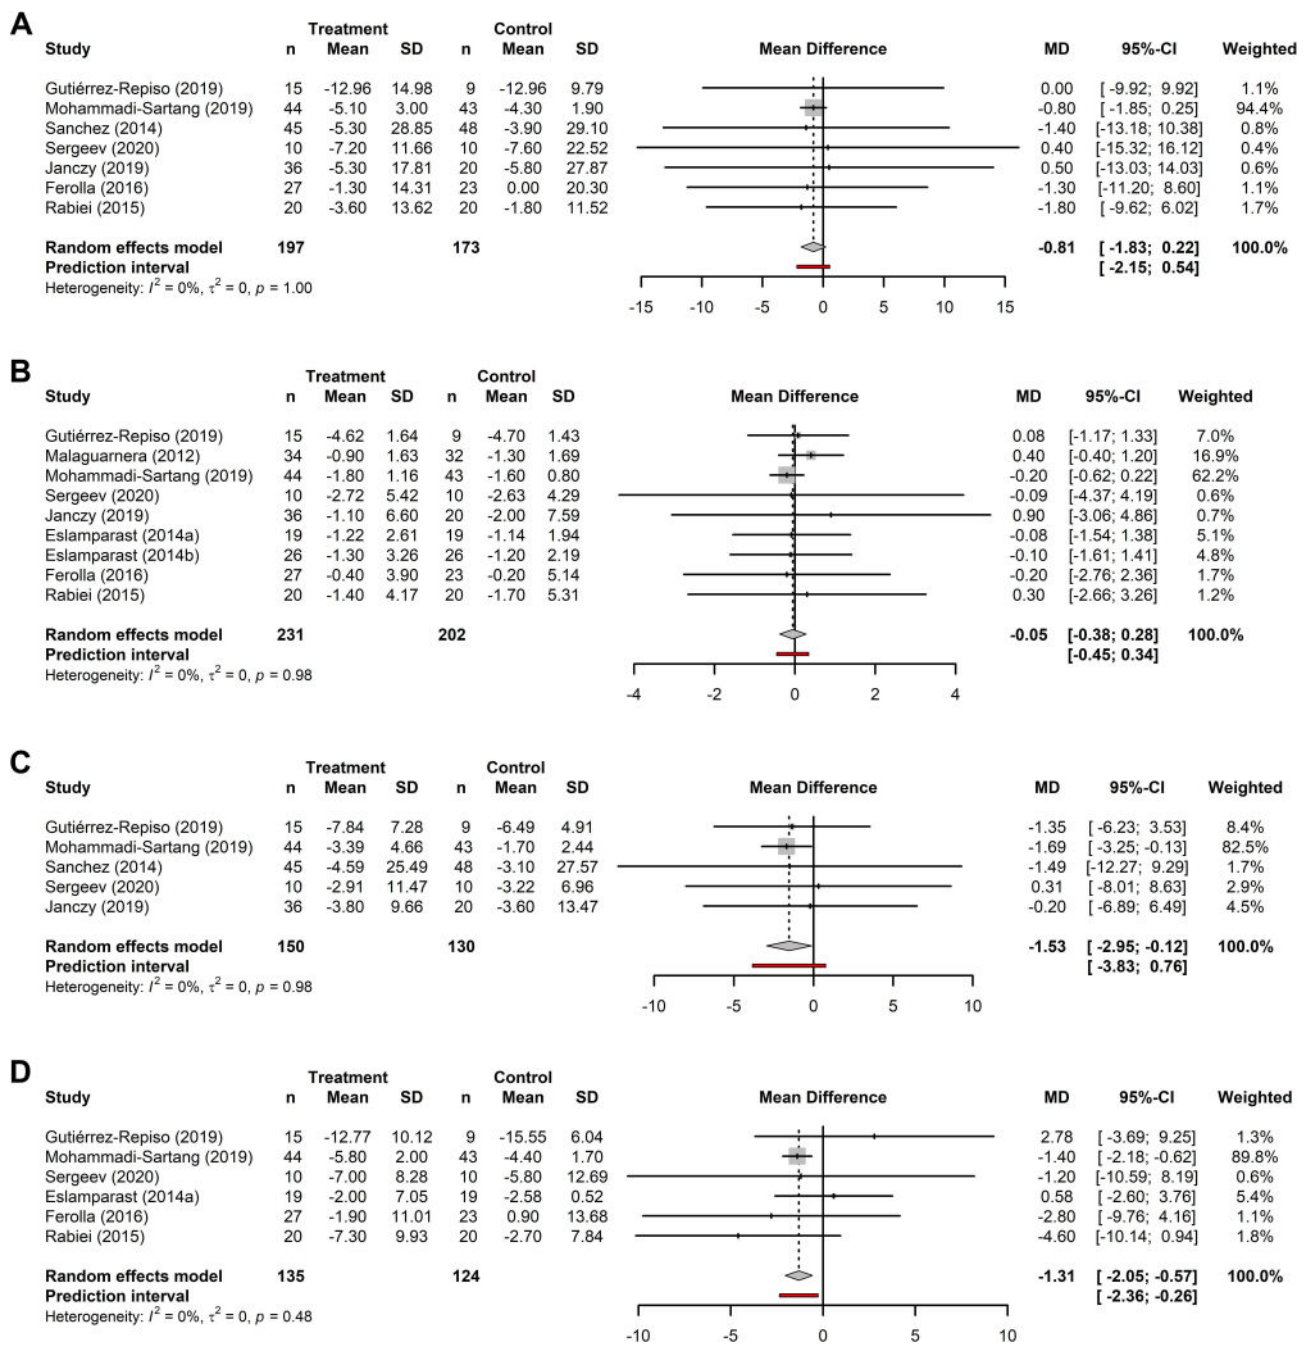 A
Treatment Control
Study n Mean SD n Mean SD Mean Difference MD 95%-CI Weighted
Gutiérrez-Repiso (2019) 15 -12.96 14.98 9 -12.96 9.79 0.00 [ -9.92; 9.92] 1.1%
Mohammadi-Sartang (2019) 44 -5.10 3.00 43 -4.30 1.90 -0.80 [ -1.85; 0.25] 94.4%
Sanchez (2014) 45 -5.30 28.85 48 -3.90 29.10 -1.40 [-13.18; 10.38] 0.8%
Sergeev (2020) 10 -7.20 11.66 10 -7.60 22.52 0.40 [-15.32; 16.12] 0.4%
Janczy (2019) 36 -5.30 17.81 20 -5.80 27.87 0.50 [-13.03; 14.03] 0.6%
Ferolla (2016) 27 -1.30 14.31 23 0.00 20.30 -1.30 [-11.20; 8.60] 1.1%
Rabiei (2015) 20 -3.60 13.62 20 -1.80 11.52 -1.80 [ -9.62; 6.02] 1.7%
Random effects model 197 173 -0.81 [ -1.83; 0.22] 100.0%
Prediction interval [ -2.15; 0.54]
Heterogeneity: I² = 0%, τ² = 0, p = 1.00
-15 -10 -5 0 5 10 15
B
Treatment Control
Study n Mean SD n Mean SD Mean Difference MD 95%-CI Weighted
Gutiérrez-Repiso (2019) 15 -4.62 1.64 9 -4.70 1.43 0.08 [-1.17; 1.33] 7.0%
Malaguarnera (2012) 34 -0.90 1.63 32 -1.30 1.69 0.40 [-0.40; 1.20] 16.9%
Mohammadi-Sartang (2019) 44 -1.80 1.16 43 -1.60 0.80 -0.20 [-0.62; 0.22] 62.2%
Sergeev (2020) 10 -2.72 5.42 10 -2.63 4.29 -0.09 [-4.37; 4.19] 0.6%
Janczy (2019) 36 -1.10 6.60 20 -2.00 7.59 0.90 [-3.06; 4.86] 0.7%
Eslamparast (2014a) 19 -1.22 2.61 19 -1.14 1.94 -0.08 [-1.54; 1.38] 5.1%
Eslamparast (2014b) 26 -1.30 3.26 26 -1.20 2.19 -0.10 [-1.61; 1.41] 4.8%
Ferolla (2016) 27 -0.40 3.90 23 -0.20 5.14 -0.20 [-2.76; 2.36] 1.7%
Rabiei (2015) 20 -1.40 4.17 20 -1.70 5.31 0.30 [-2.66; 3.26] 1.2%
Random effects model 231 202 -0.05 [-0.38; 0.28] 100.0%
Prediction interval [-0.45; 0.34]
Heterogeneity: I² = 0%, τ² = 0, p = 0.98
-4 -2 0 2 4
C
Treatment Control
Study n Mean SD n Mean SD Mean Difference MD 95%-CI Weighted
Gutiérrez-Repiso (2019) 15 -7.84 7.28 9 -6.49 4.91 -1.35 [ -6.23; 3.53] 8.4%
Mohammadi-Sartang (2019) 44 -3.39 4.66 43 -1.70 2.44 -1.69 [ -3.25; -0.13] 82.5%
Sanchez (2014) 45 -4.59 25.49 48 -3.10 27.57 -1.49 [-12.27; 9.29] 1.7%
Sergeev (2020) 10 -2.91 11.47 10 -3.22 6.96 0.31 [ -8.01; 8.63] 2.9%
Janczy (2019) 36 -3.80 9.66 20 -3.60 13.47 -0.20 [ -6.89; 6.49] 4.5%
Random effects model 150 130 -1.53 [ -2.95; -0.12] 100.0%
Prediction interval [ -3.83; 0.76]
Heterogeneity: I² = 0%, τ² = 0, p = 0.98
-10 -5 0 5 10
D
Treatment Control
Study n Mean SD n Mean SD Mean Difference MD 95%-CI Weighted
Gutiérrez-Repiso (2019) 15 -12.77 10.12 9 -15.55 6.04 2.78 [ -3.69; 9.25] 1.3%
Mohammadi-Sartang (2019) 44 -5.80 2.00 43 -4.40 1.70 -1.40 [ -2.18; -0.62] 89.8%
Sergeev (2020) 10 -7.00 8.28 10 -5.80 12.69 -1.20 [-10.59; 8.19] 0.6%
Eslamparast (2014a) 19 -2.00 7.05 19 -2.58 0.52 0.58 [ -2.60; 3.76] 5.4%
Ferolla (2016) 27 -1.90 11.01 23 0.90 13.68 -2.80 [ -9.76; 4.16] 1.1%
Rabiei (2015) 20 -7.30 9.93 20 -2.70 7.84 -4.60 [-10.14; 0.94] 1.8%
Random effects model 135 124 -1.31 [ -2.05; -0.57] 100.0%
Prediction interval [ -2.36; -0.26]
Heterogeneity: I² = 0%, τ² = 0, p = 0.48
-10 -5 0 5 10